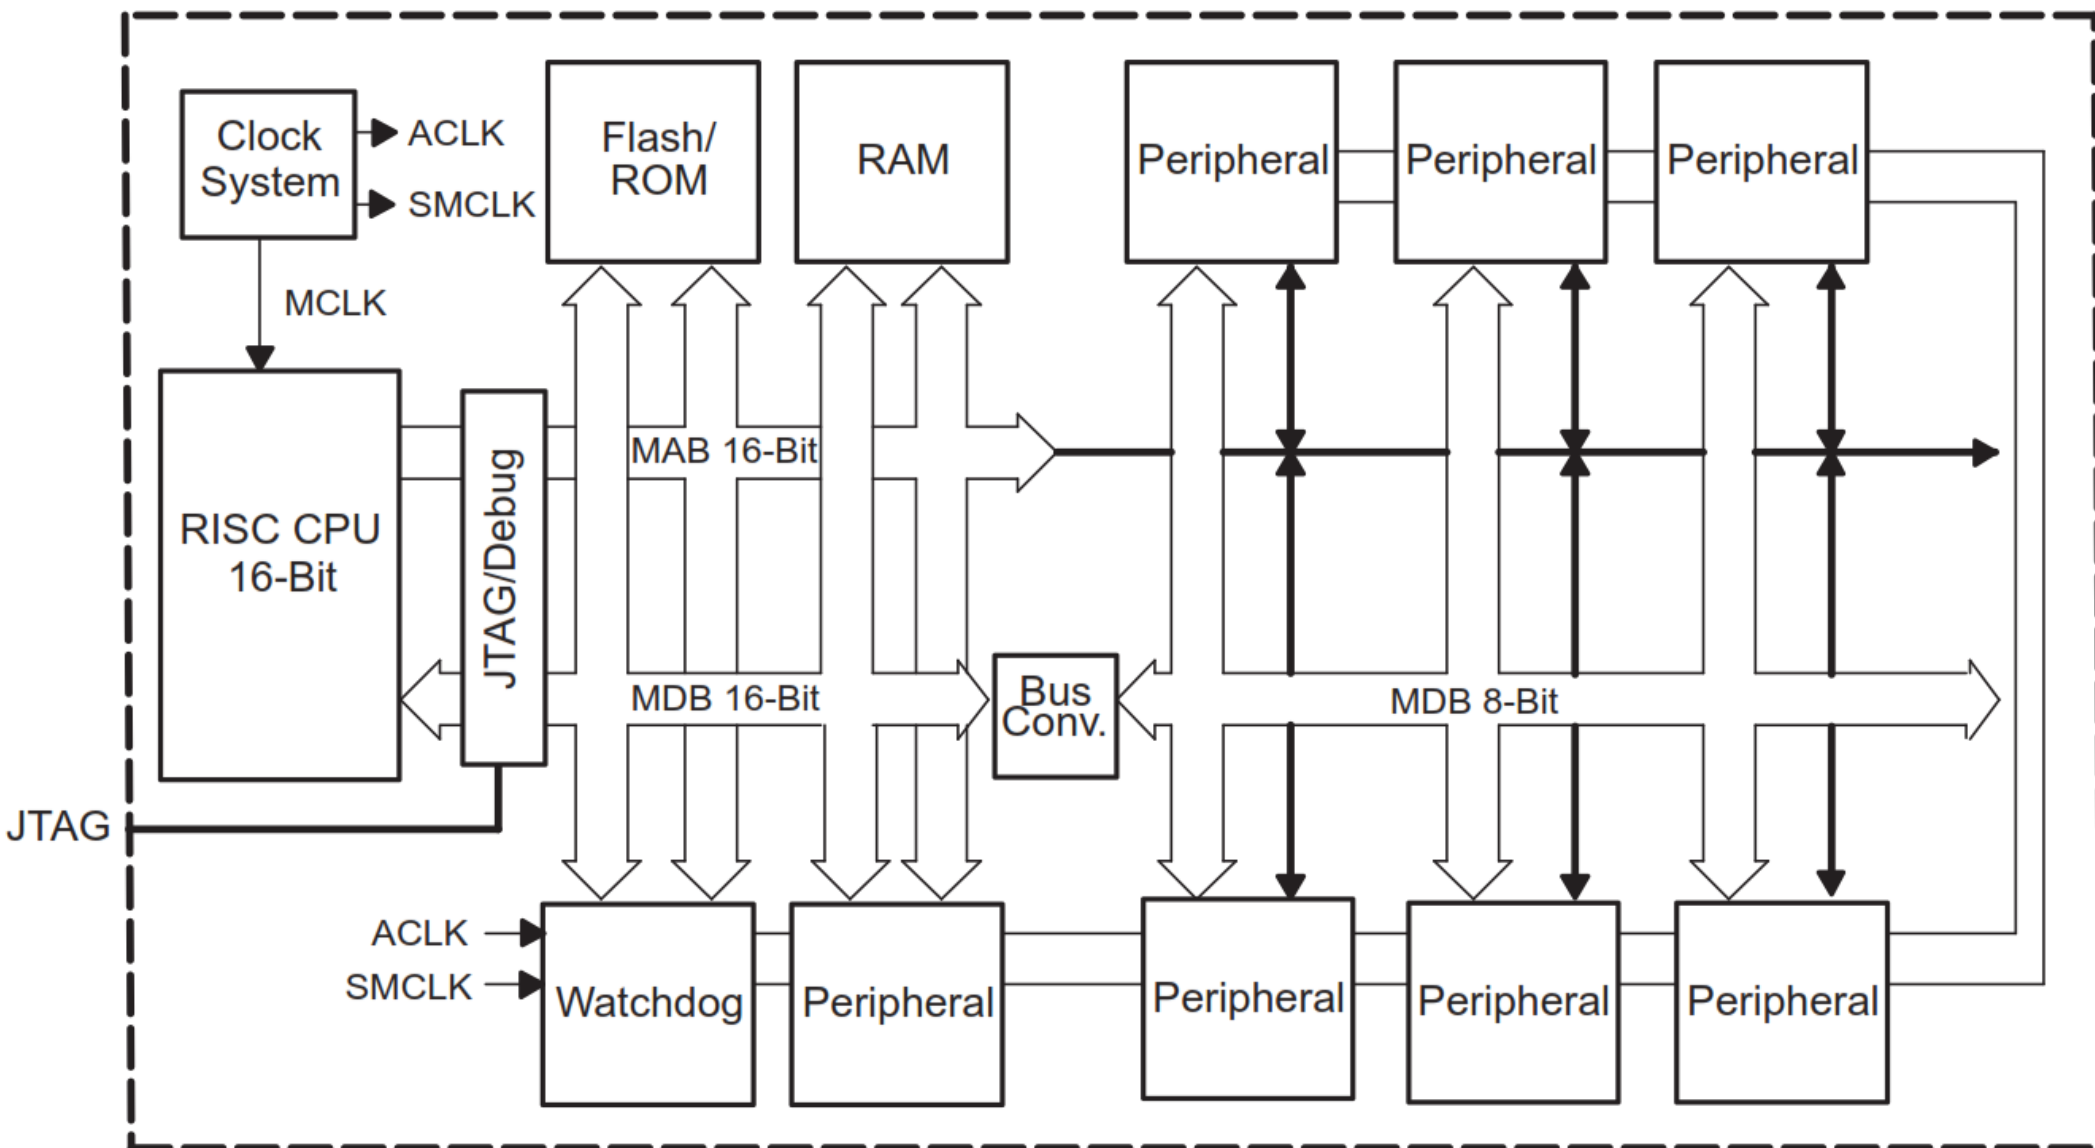 Clock
System
ACLK
SMCLK
MCLK
Flash/
ROM
RAM
Peripheral
Peripheral
Peripheral
RISC CPU
16-Bit
JTAG/Debug
MAB 16-Bit
MDB 16-Bit
Bus
Conv.
MDB 8-Bit
JTAG
ACLK
SMCLK
Watchdog
Peripheral
Peripheral
Peripheral
Peripheral